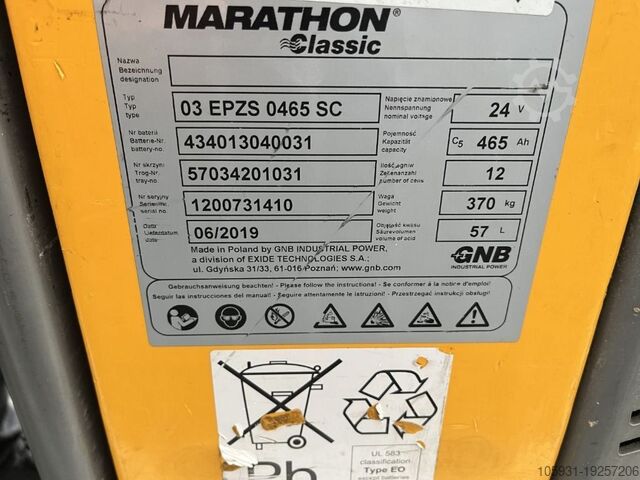 MARATHON®
Classic
Nazwa
Bezeichnung
designation
Typ
Typ
type
03 EPZS 0465 SC
Napięcie znamionowe
Nennspannung
nominal voltage
24 V
Nr baterii
Batterie-Nr.
battery-no.
434013040031
Pojemność
Kapazität
capacity
C5 465 Ah
Nr skrzyni
Trog-Nr.
tray-no.
57034201031
Ilość ogniw
Zellenanzahl
number of cells
12
Nr seryjny
Serien-Nr.
serial no.
1200731410
Waga
Gewicht
weight
370 kg
Data
Lieferdatum
date
06/2019
Objętość kwasu
Säurevolumen
volume of acid
57 L
Made in Poland by GNB INDUSTRIAL POWER,
a division of EXIDE TECHNOLOGIES S.A.;
ul. Gdyńska 31/33, 61-016 Poznań; www.gnb.com
GNB
INDUSTRIAL POWER
Gebrauchsanweisung beachten! - Please follow the instructions! - Se conformer à la notice d'emploi!
Seguir las instrucciones del manual! - Seguire attentamente le istruzioni! - Przestrzegać instrukcji obsługi!
Pb
UL 583
classification
Type EO
except batteries
105931-19257206